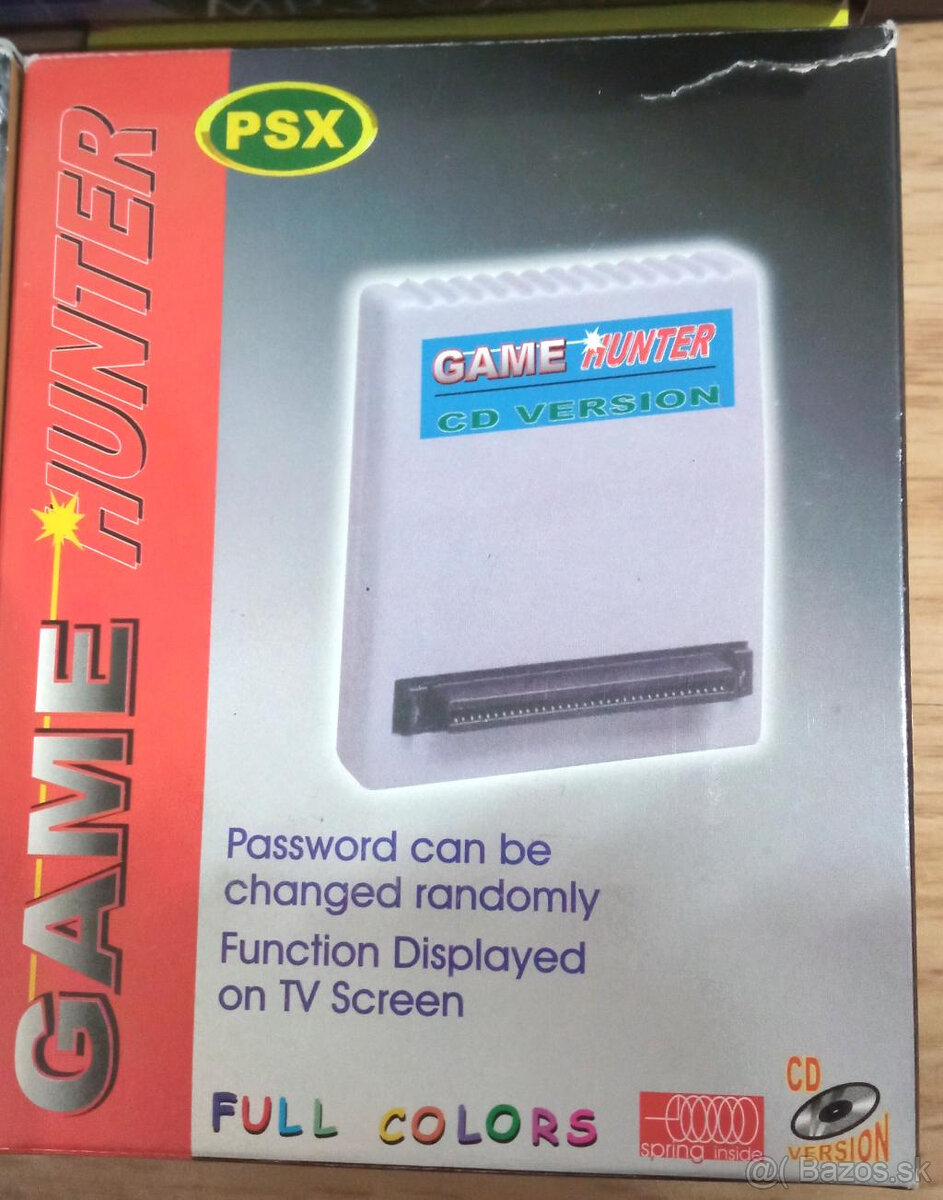 GAME HUNTER
PSX
GAME HUNTER
CD VERSION
Password can be
changed randomly
Function Displayed
on TV Screen
FULL COLORS
spring inside
CD
VERSION
@( Bazos.sk